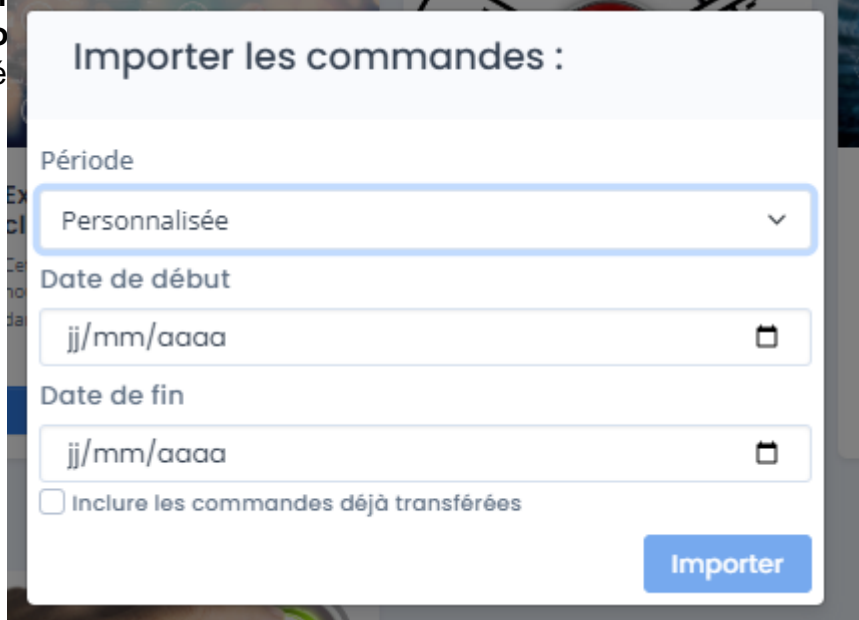 Importer les commandes :
Période
Personnalisée
Date de début
jj/mm/aaaa
Date de fin
jj/mm/aaaa
Inclure les commandes déjà transférées
Importer